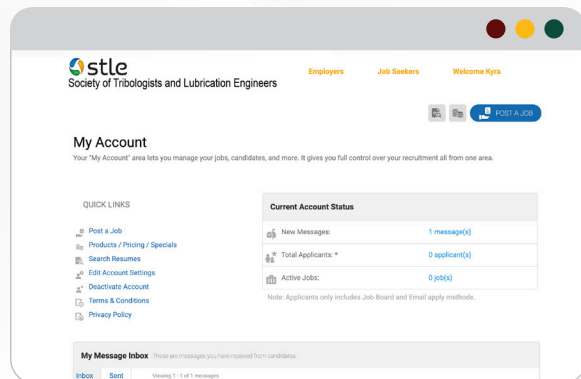 stle
Society of Tribologists and Lubrication Engineers
Employers
Job Seekers
Welcome Kyra
POST A JOB
My Account
Your "My Account" area lets you manage your jobs, candidates, and more. It gives you full control over your recruitment all from one area.
QUICK LINKS
Post a Job
Products / Pricing / Specials
Search Resumes
Edit Account Settings
Deactivate Account
Terms & Conditions
Privacy Policy
Current Account Status
New Messages: 1 message(s)
Total Applicants: * 0 applicant(s)
Active Jobs: 0 job(s)
Note: Applicants only includes Job Board and Email apply methods.
My Message Inbox These are messages you have received from candidates.
Inbox Sent Viewing 1 - 1 of 1 messages